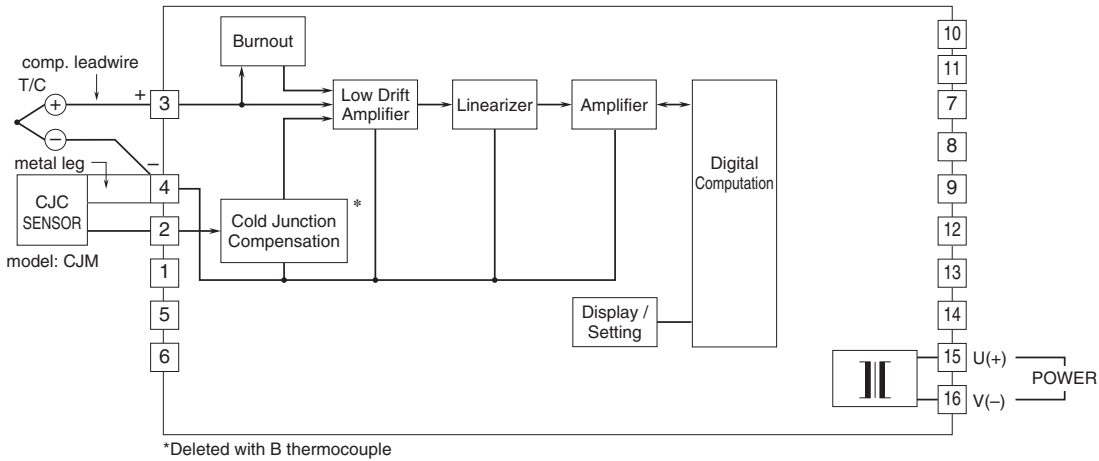 Burnout
comp. leadwire
T/C
+
+
3
Low Drift
Amplifier
Linearizer
Amplifier
Digital
Computation
−
−
metal leg
4
CJC
SENSOR
2
model: CJM
Cold Junction
Compensation
*
1
5
6
Display /
Setting
10
11
7
8
9
12
13
14
15
U(+)
16
V(–)
POWER
*Deleted with B thermocouple